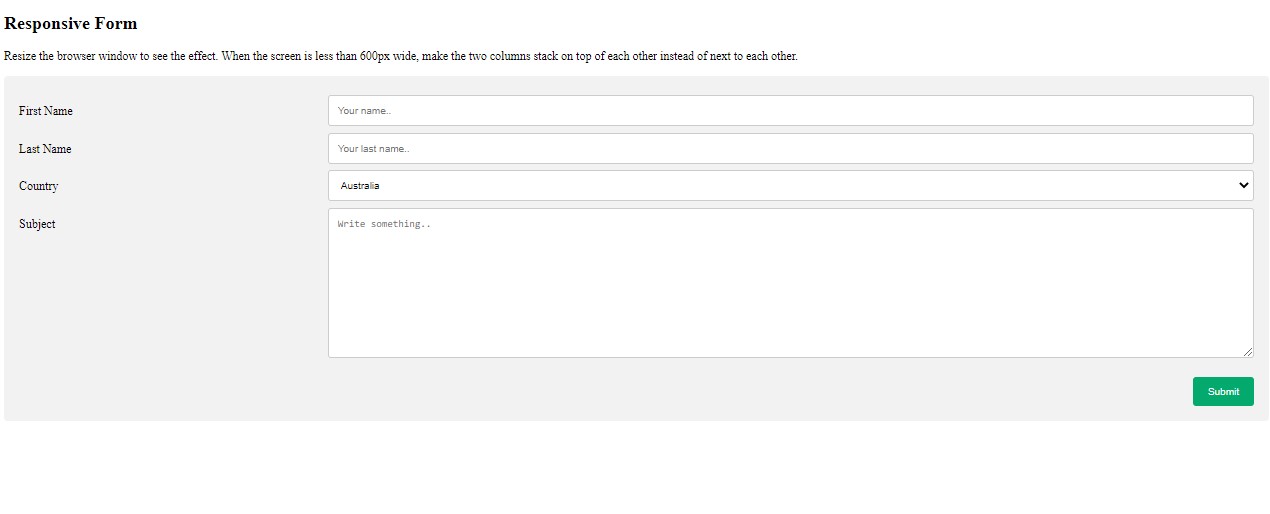 Responsive Form
Resize the browser window to see the effect. When the screen is less than 600px wide, make the two columns stack on top of each other instead of next to each other.
First Name
Your name..
Last Name
Your last name..
Country
Australia
Subject
Write something..
Submit